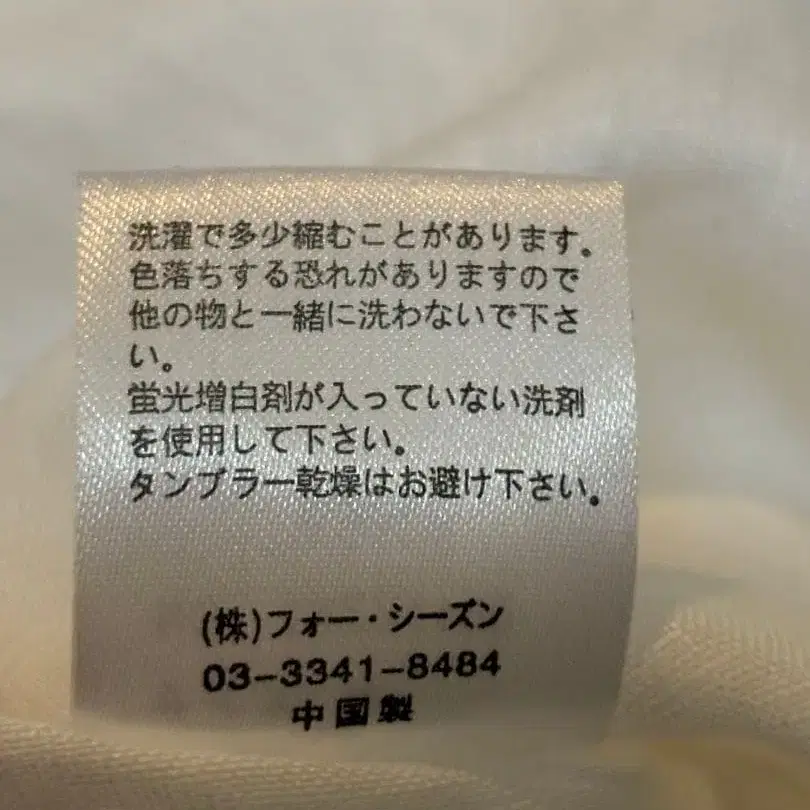 洗濯で多少縮むことがあります。
色落ちする恐れがありますので
他の物と一緒に洗わないで下さ
い。
蛍光増白剤が入っていない洗剤
を使用して下さい。
タンブラー乾燥はお避け下さい。
(株)フォー・シーズン
03-3341-8484
中国製